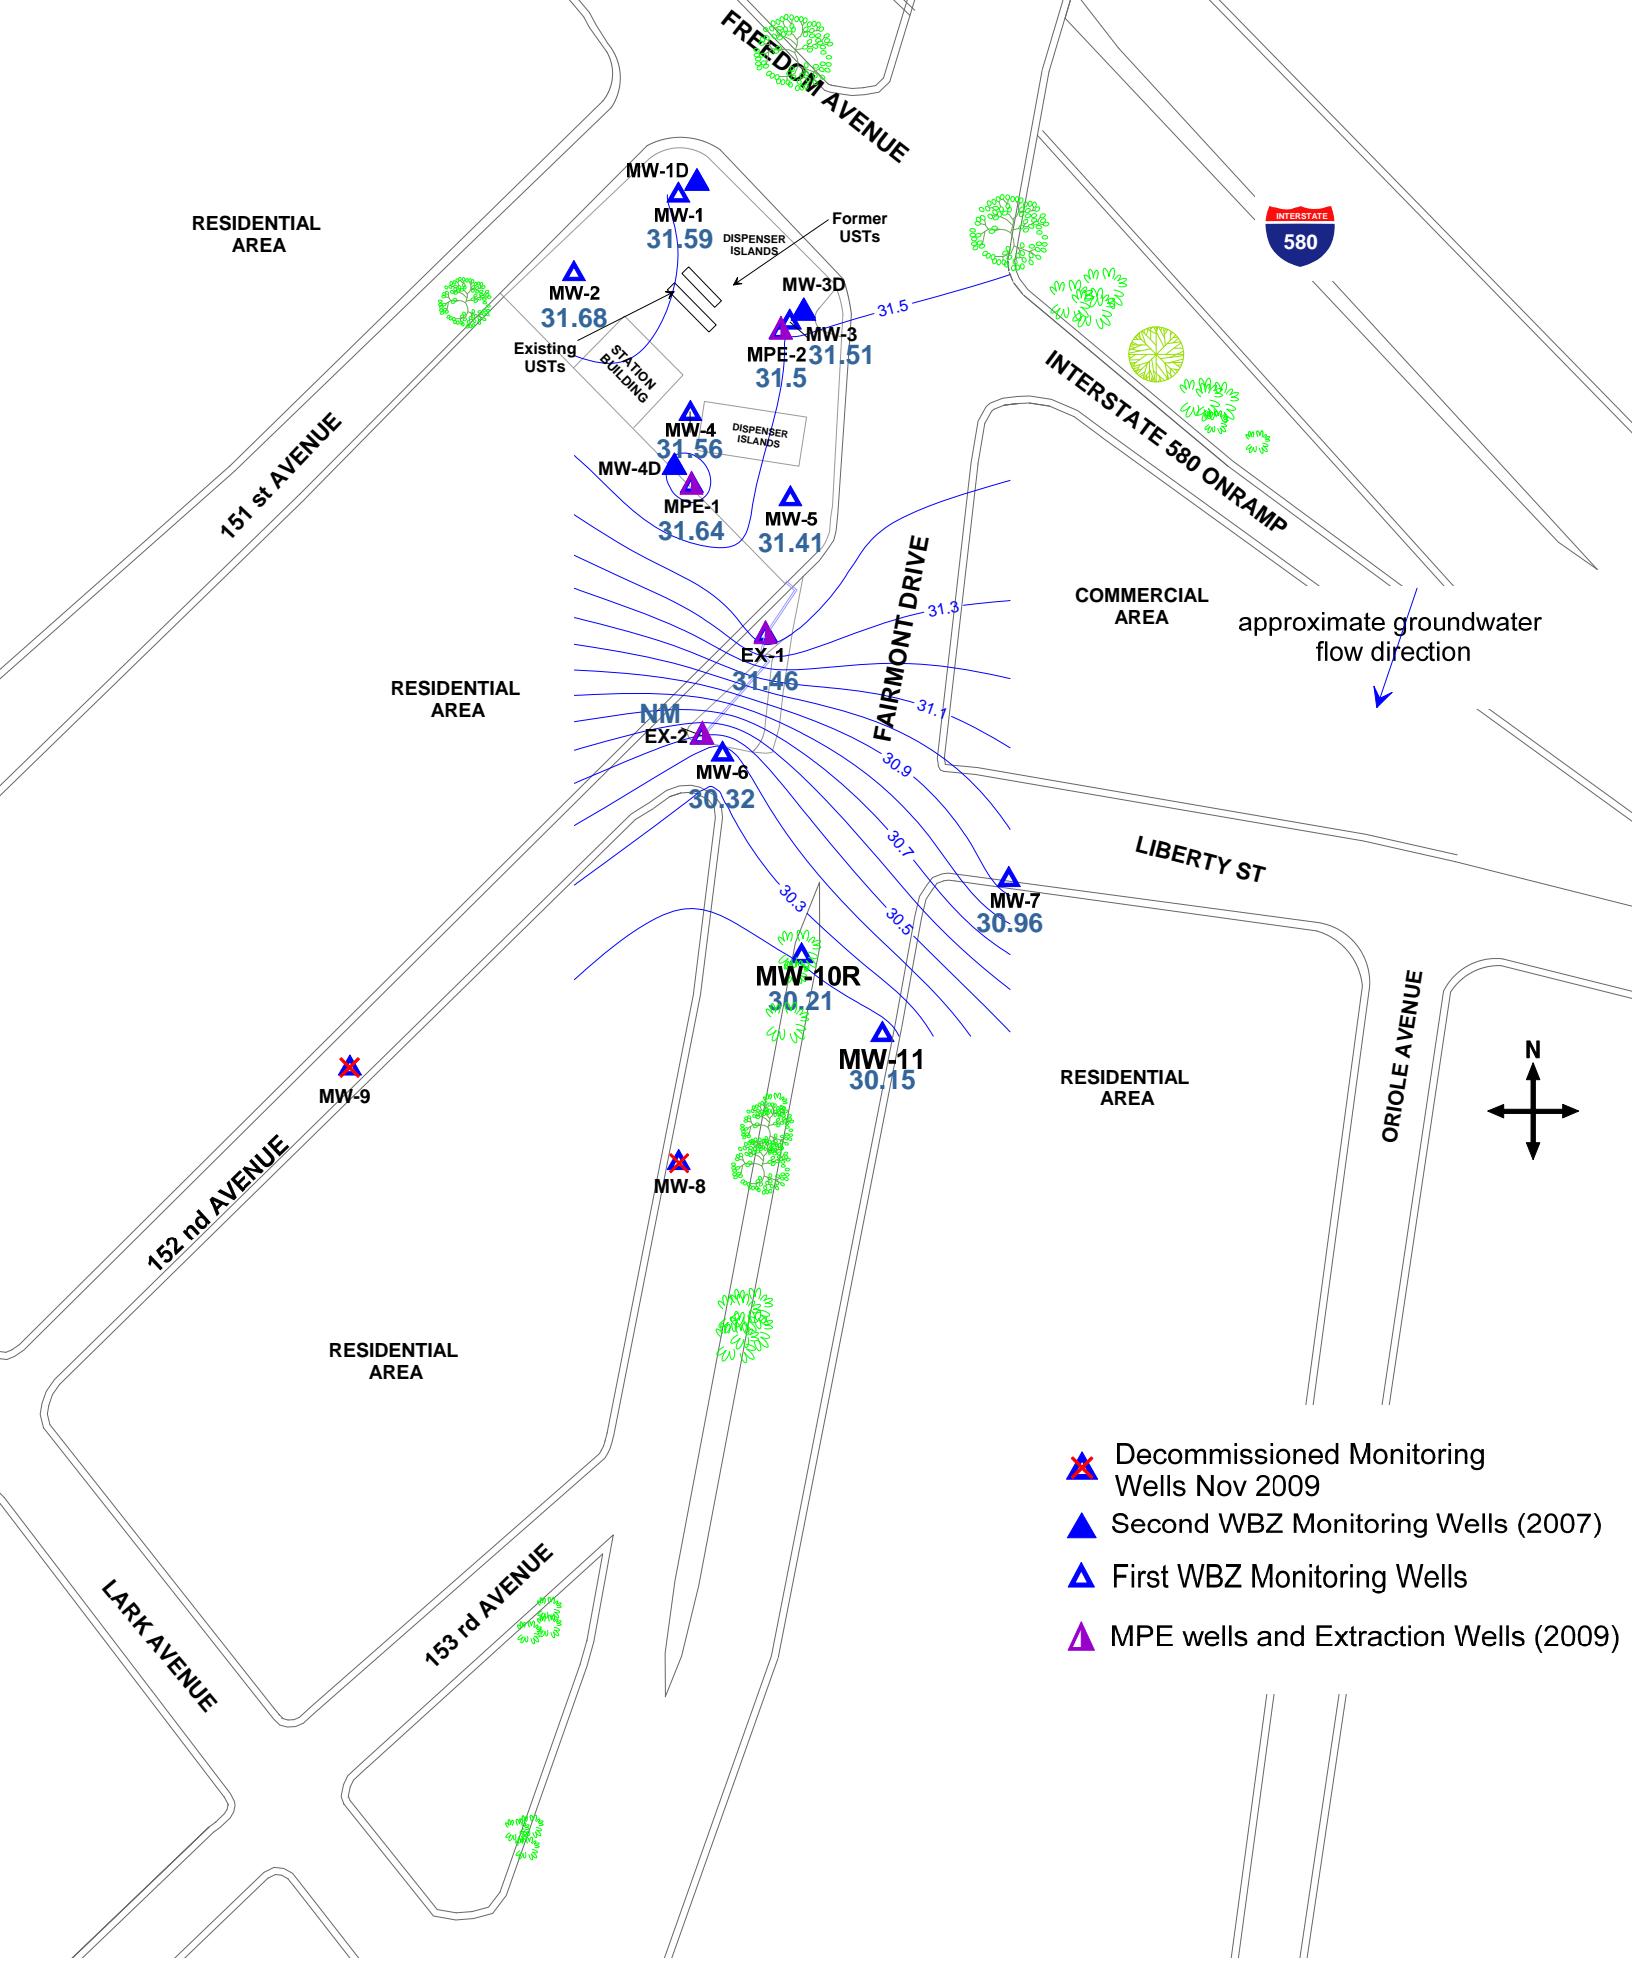 FREEDOM AVENUE
MW-1D
MW-1
31.59
DISPENSER
ISLANDS
Former
USTs
RESIDENTIAL
AREA
INTERSTATE
580
MW-2
31.68
MW-3D
31.5
MW-3
31.51
MPE-2
31.5
Existing
USTs
STATION
BUILDING
INTERSTATE 580 ONRAMP
MW-4
31.56
DISPENSER
ISLANDS
MW-4D
MPE-1
31.64
MW-5
31.41
151 st AVENUE
FAIRMONT DRIVE
COMMERCIAL
AREA
31.3
approximate groundwater
flow direction
EX-1
31.46
RESIDENTIAL
AREA
31.1
NM
EX-2
MW-6
30.32
30.9
30.7
LIBERTY ST
30.3
30.5
MW-7
30.96
MW-10R
30.21
MW-11
30.15
ORIOLE AVENUE
N
RESIDENTIAL
AREA
MW-9
MW-8
152 nd AVENUE
RESIDENTIAL
AREA
Decommissioned Monitoring
Wells Nov 2009
Second WBZ Monitoring Wells (2007)
First WBZ Monitoring Wells
MPE wells and Extraction Wells (2009)
153 rd AVENUE
LARK AVENUE